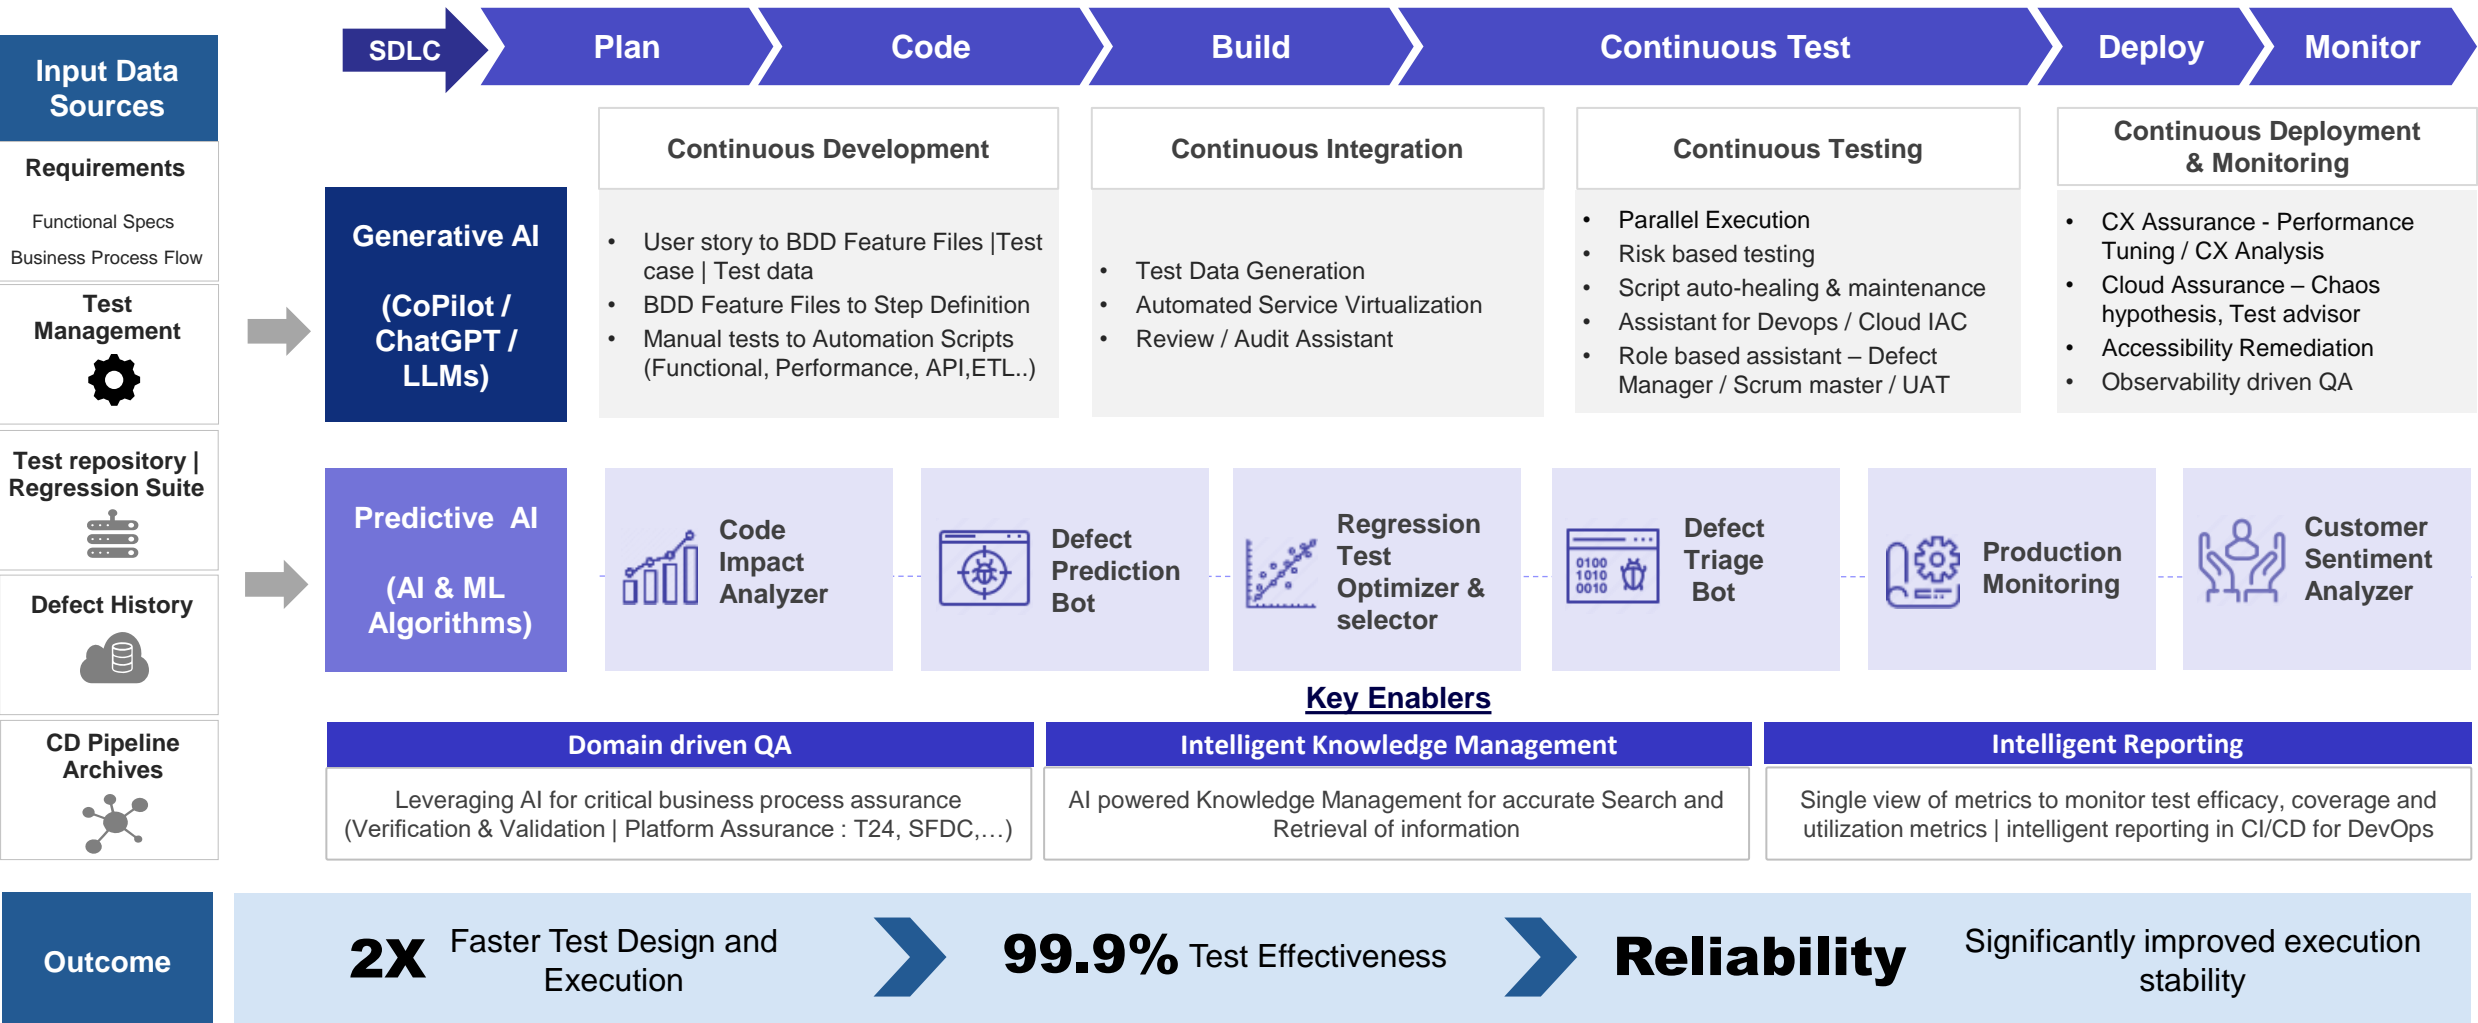 SDLC
Plan
Code
Build
Continuous Test
Deploy
Monitor
Input Data
Sources
Requirements
Functional Specs
Business Process Flow
Test
Management
Test repository |
Regression Suite
Defect History
CD Pipeline
Archives
Generative AI
(CoPilot /
ChatGPT /
LLMs)
Continuous Development
• User story to BDD Feature Files |Test
case | Test data
• BDD Feature Files to Step Definition
• Manual tests to Automation Scripts
(Functional, Performance, API,ETL..)
Continuous Integration
• Test Data Generation
• Automated Service Virtualization
• Review / Audit Assistant
Continuous Testing
• Parallel Execution
• Risk based testing
• Script auto-healing & maintenance
• Assistant for Devops / Cloud IAC
• Role based assistant – Defect
Manager / Scrum master / UAT
Continuous Deployment
& Monitoring
• CX Assurance - Performance
Tuning / CX Analysis
• Cloud Assurance – Chaos
hypothesis, Test advisor
• Accessibility Remediation
• Observability driven QA
Predictive AI
(AI & ML
Algorithms)
Code
Impact
Analyzer
Defect
Prediction
Bot
Regression
Test
Optimizer &
selector
0100
1010
0010
Defect
Triage
Bot
Production
Monitoring
Customer
Sentiment
Analyzer
Key Enablers
Domain driven QA
Leveraging AI for critical business process assurance
(Verification & Validation | Platform Assurance : T24, SFDC,…)
Intelligent Knowledge Management
AI powered Knowledge Management for accurate Search and
Retrieval of information
Intelligent Reporting
Single view of metrics to monitor test efficacy, coverage and
utilization metrics | intelligent reporting in CI/CD for DevOps
Outcome
2X
Faster Test Design and
Execution
99.9% Test Effectiveness
Reliability
Significantly improved execution
stability